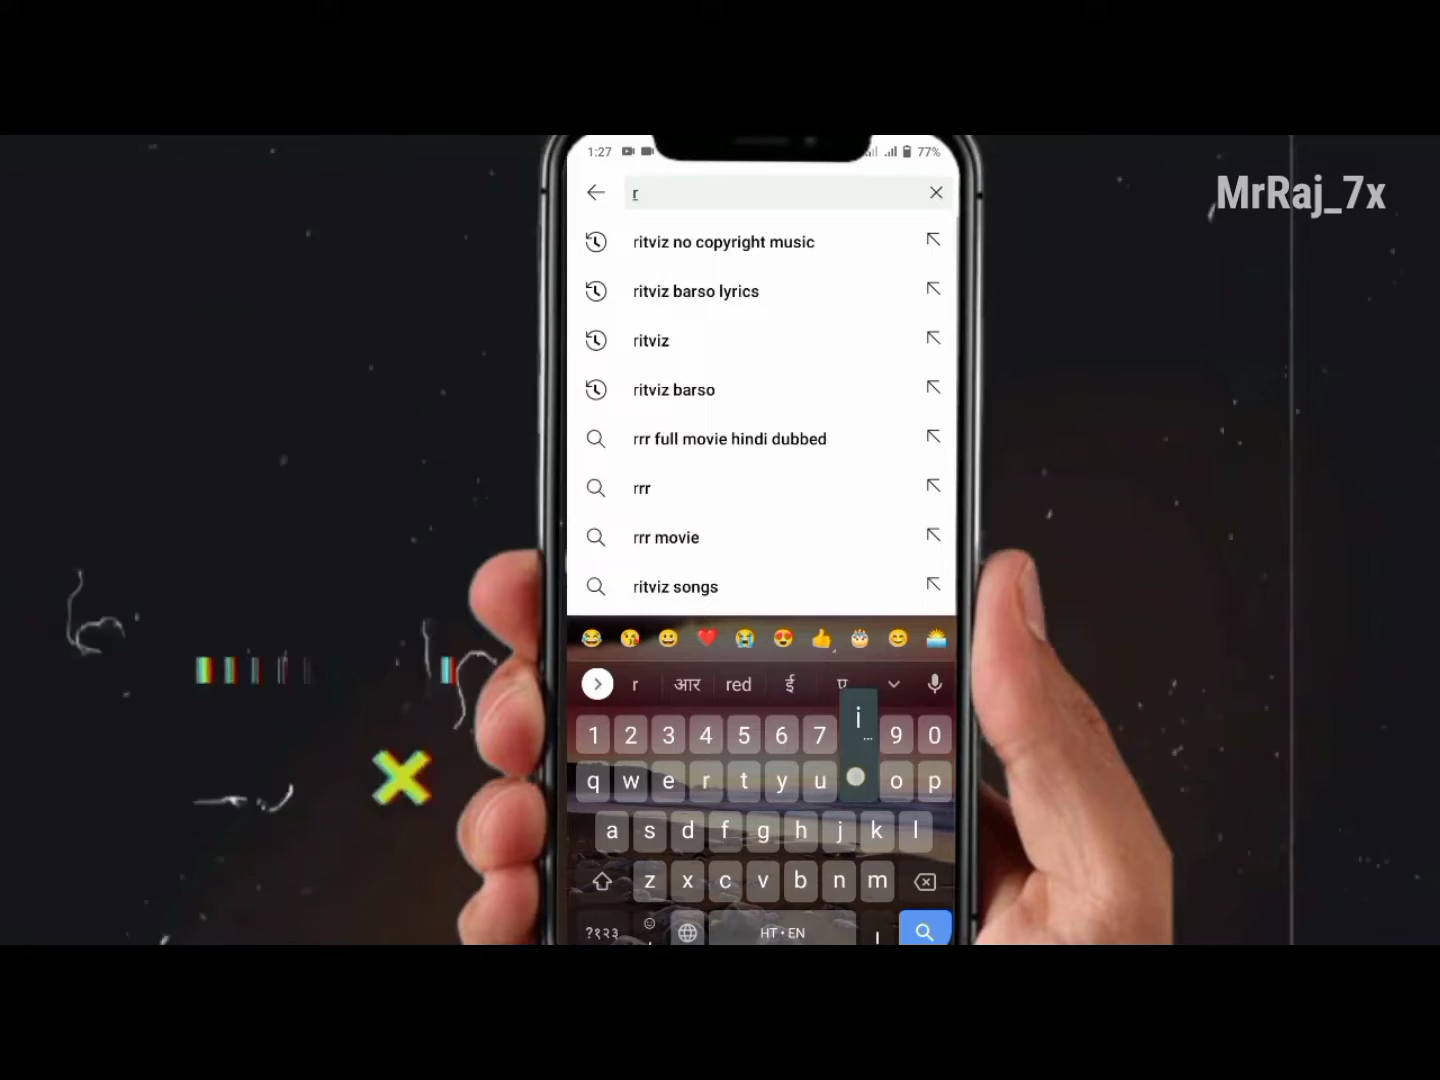 1:27
77%
MrRaj_7x
r
ritviz no copyright music
ritviz barso lyrics
ritviz
ritviz barso
rrr full movie hindi dubbed
rrr
rrr movie
ritviz songs
r आर red ई
i
1 2 3 4 5 6 7 9 0
q w e r t y u o p
a s d f g h j k l
z x c v b n m
?१२३ HT • EN